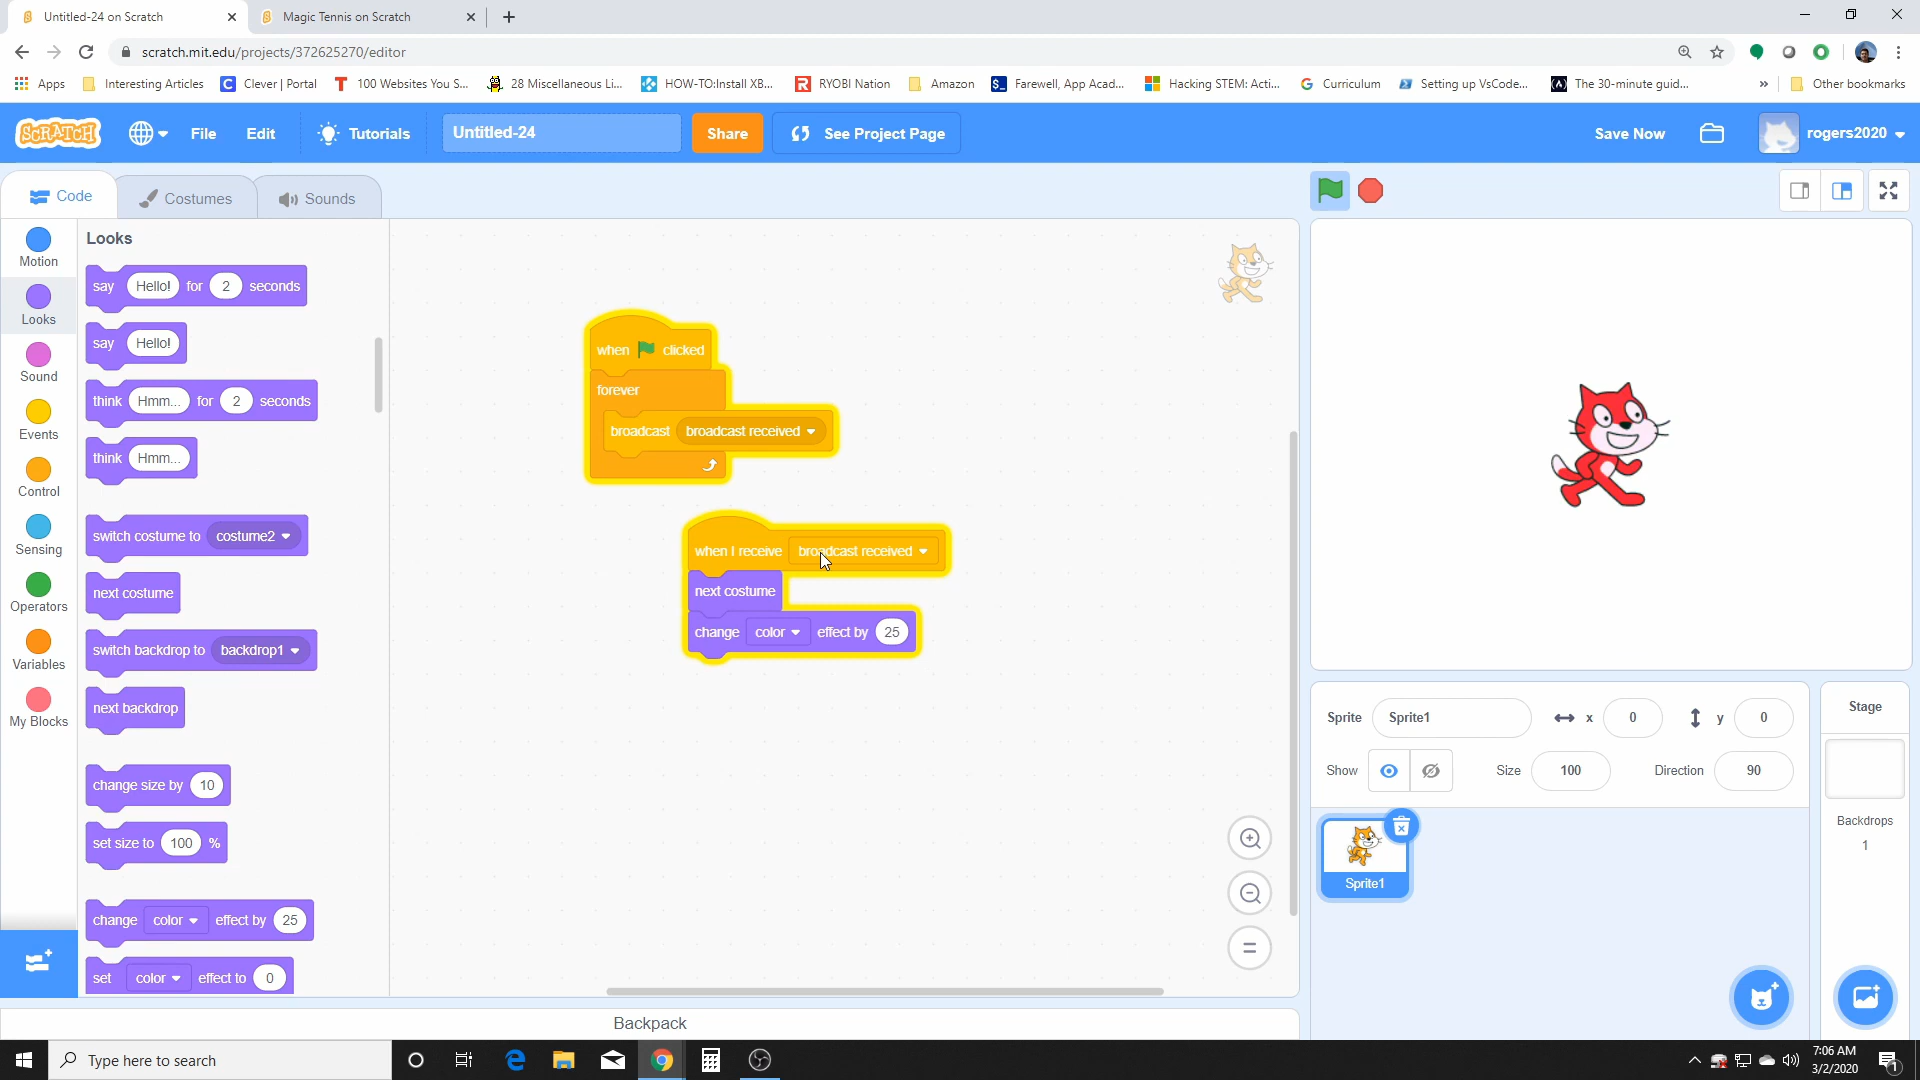 Untitled-24 on Scratch
Magic Tennis on Scratch
scratch.mit.edu/projects/372625270/editor
Apps
Interesting Articles
Clever | Portal
100 Websites You S...
28 Miscellaneous Li...
HOW-TO:Install XB...
RYOBI Nation
Amazon
Farewell, App Acad...
Hacking STEM: Acti...
Curriculum
Setting up VsCode...
The 30-minute guid...
»
Other bookmarks
SCRATCH
File
Edit
Tutorials
Untitled-24
Share
See Project Page
Save Now
rogers2020
Code
Costumes
Sounds
Motion
Looks
Sound
Events
Control
Sensing
Operators
Variables
My Blocks
Looks
say Hello! for 2 seconds
say Hello!
think Hmm... for 2 seconds
think Hmm...
switch costume to costume2
next costume
switch backdrop to backdrop1
next backdrop
change size by 10
set size to 100 %
change color effect by 25
set color effect to 0
when clicked
forever
broadcast broadcast received
when I receive broadcast received
next costume
change color effect by 25
Backpack
Sprite Sprite1 x 0 y 0
Show Size 100 Direction 90
Sprite1
Stage
Backdrops
1
Type here to search
7:06 AM
3/2/2020
1